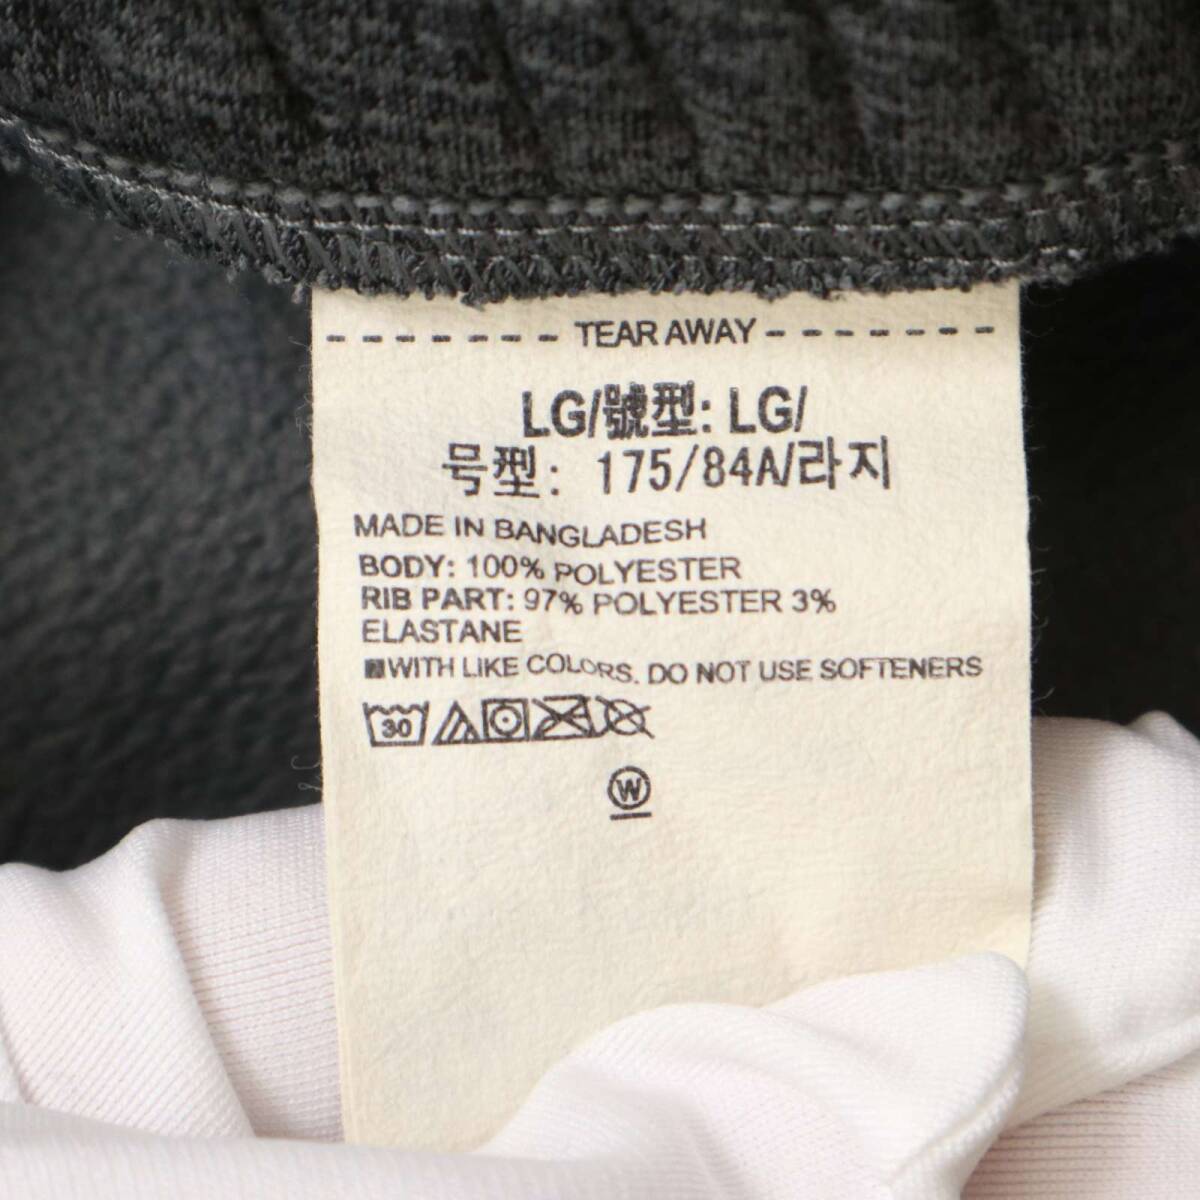 TEAR AWAY
LG/號型: LG/
号型: 175/84A/라지
MADE IN BANGLADESH
BODY: 100% POLYESTER
RIB PART: 97% POLYESTER 3%
ELASTANE
WITH LIKE COLORS. DO NOT USE SOFTENERS
30
W